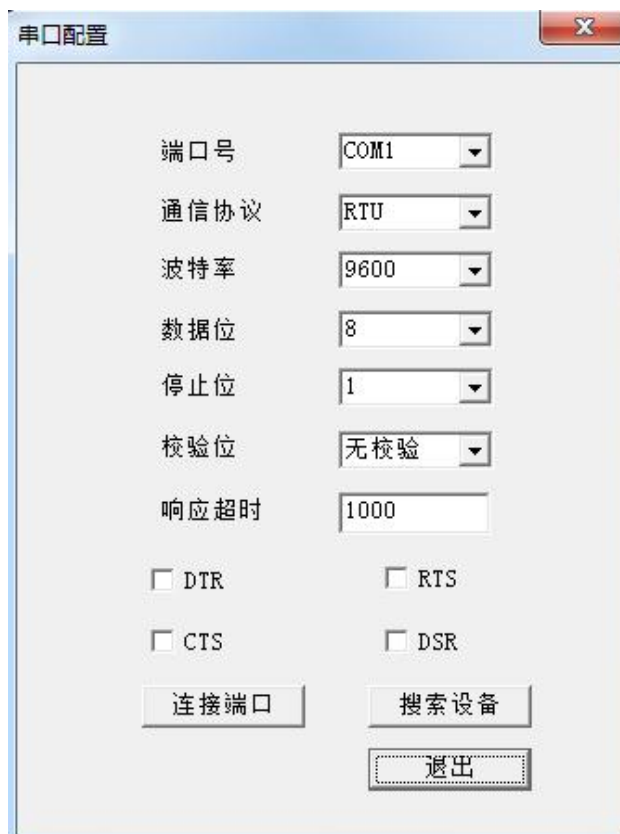 串口配置
端口号 COM1
通信协议 RTU
波特率 9600
数据位 8
停止位 1
校验位 无校验
响应超时 1000
DTR RTS
CTS DSR
连接端口 搜索设备
退出